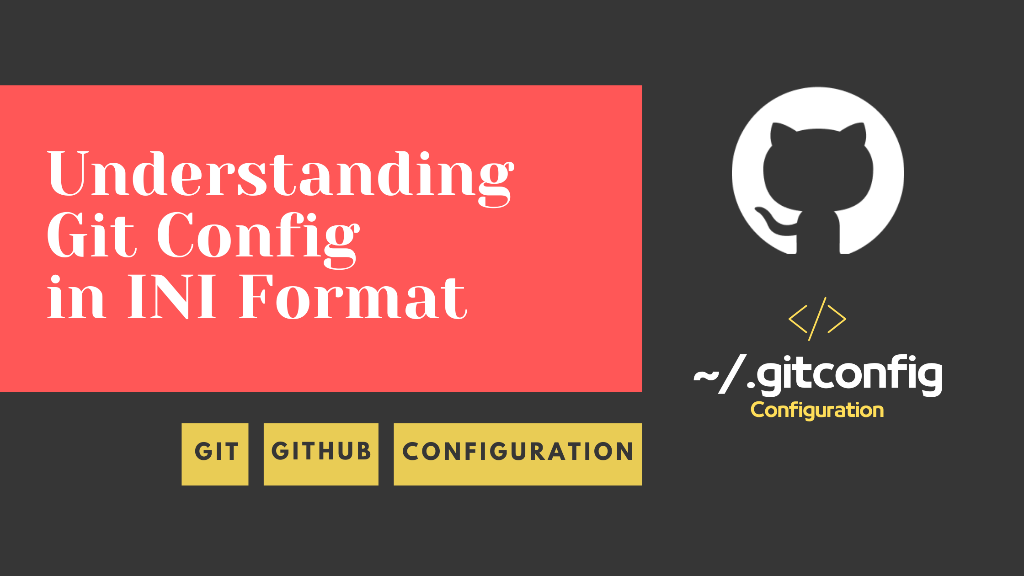 Understanding
Git Config
in INI Format
</>
~/.gitconfig
Configuration
GIT
GITHUB
CONFIGURATION